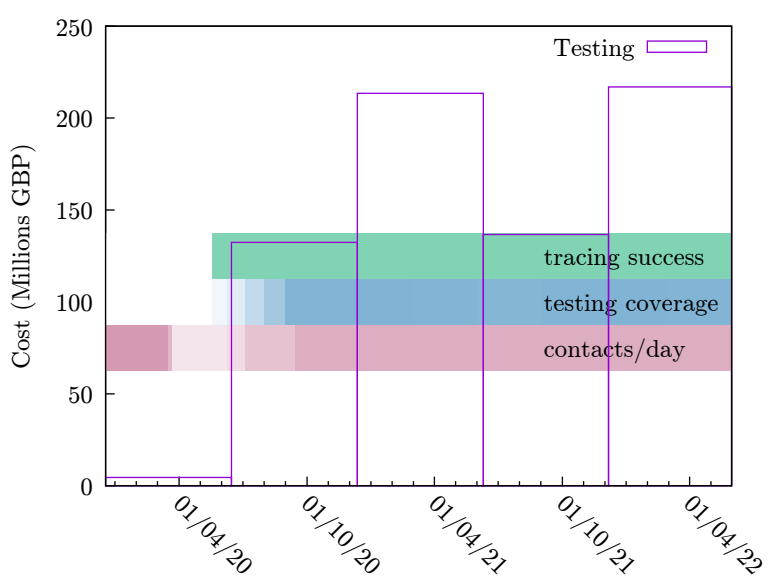 250
200
150
100
50
0
Cost (Millions GBP)
Testing
tracing success
testing coverage
contacts/day
01/04/20
01/10/20
01/04/21
01/10/21
01/04/22